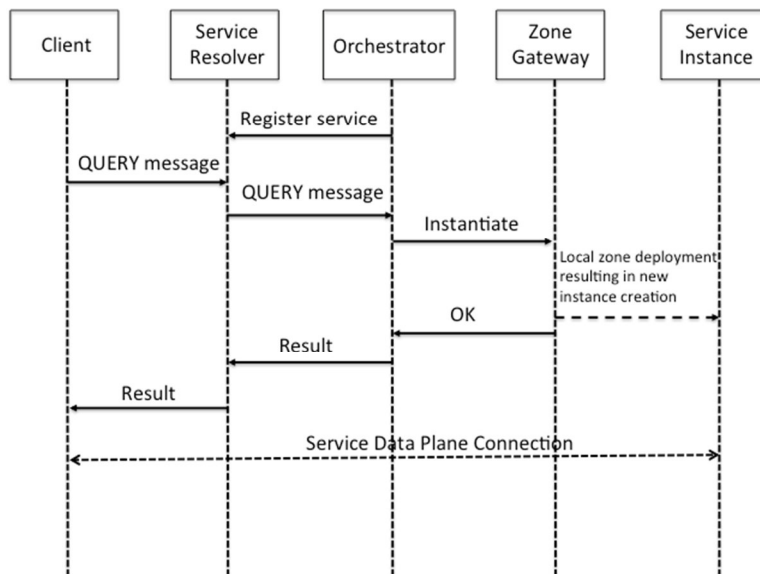 Client
Service
Resolver
Orchestrator
Zone
Gateway
Service
Instance
Register service
QUERY message
QUERY message
Instantiate
Local zone deployment
resulting in new
instance creation
OK
Result
Result
Service Data Plane Connection